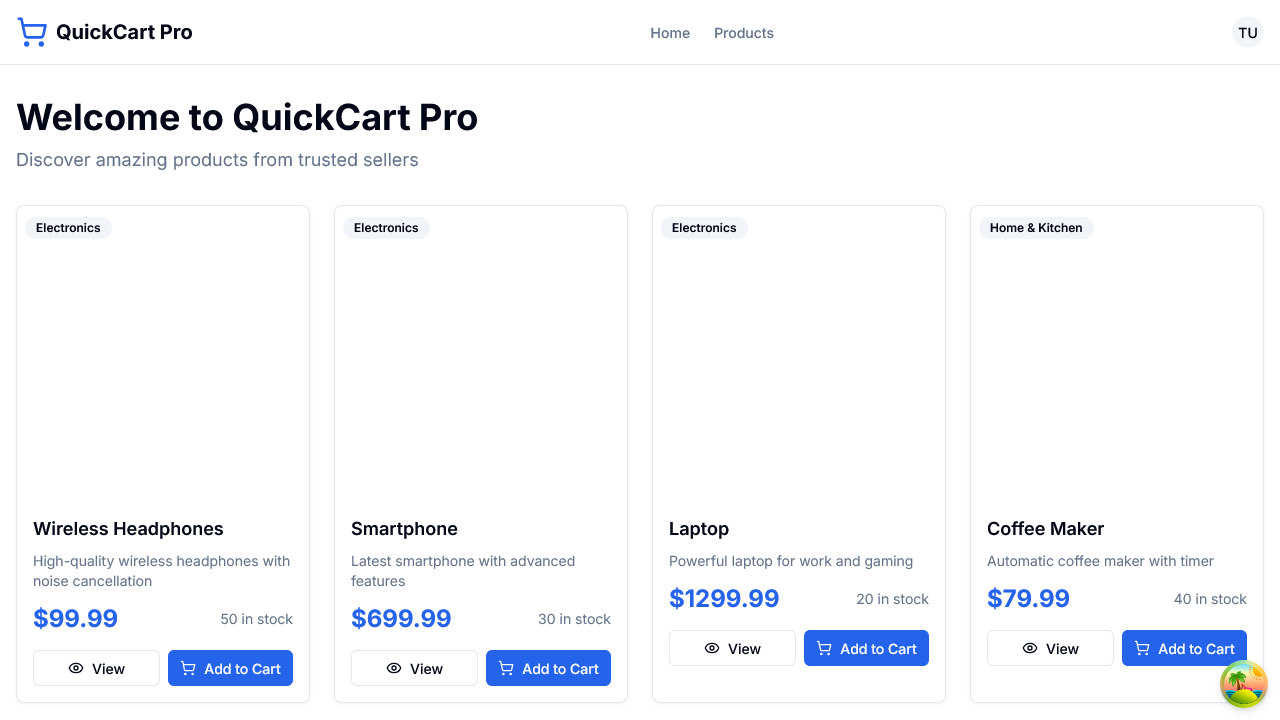 QuickCart Pro
Home
Products
TU
Welcome to QuickCart Pro
Discover amazing products from trusted sellers
Electronics
Wireless Headphones
High-quality wireless headphones with
noise cancellation
$99.99
50 in stock
View
Add to Cart
Electronics
Smartphone
Latest smartphone with advanced
features
$699.99
30 in stock
View
Add to Cart
Electronics
Laptop
Powerful laptop for work and gaming
$1299.99
20 in stock
View
Add to Cart
Home & Kitchen
Coffee Maker
Automatic coffee maker with timer
$79.99
40 in stock
View
Add to Cart